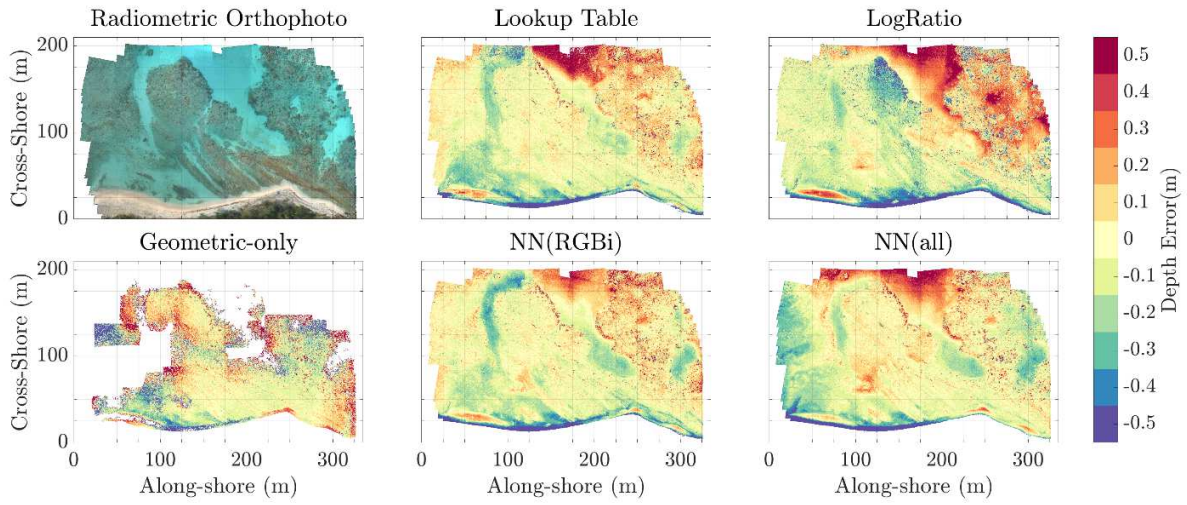 Radiometric Orthophoto
Lookup Table
LogRatio
200
100
0
Cross-Shore (m)
0.5
0.4
0.3
0.2
0.1
0
-0.1
-0.2
-0.3
-0.4
-0.5
Depth Error(m)
Geometric-only
NN(RGBi)
NN(all)
200
100
0
Cross-Shore (m)
0 100 200 300
0 100 200 300
0 100 200 300
Along-shore (m)
Along-shore (m)
Along-shore (m)